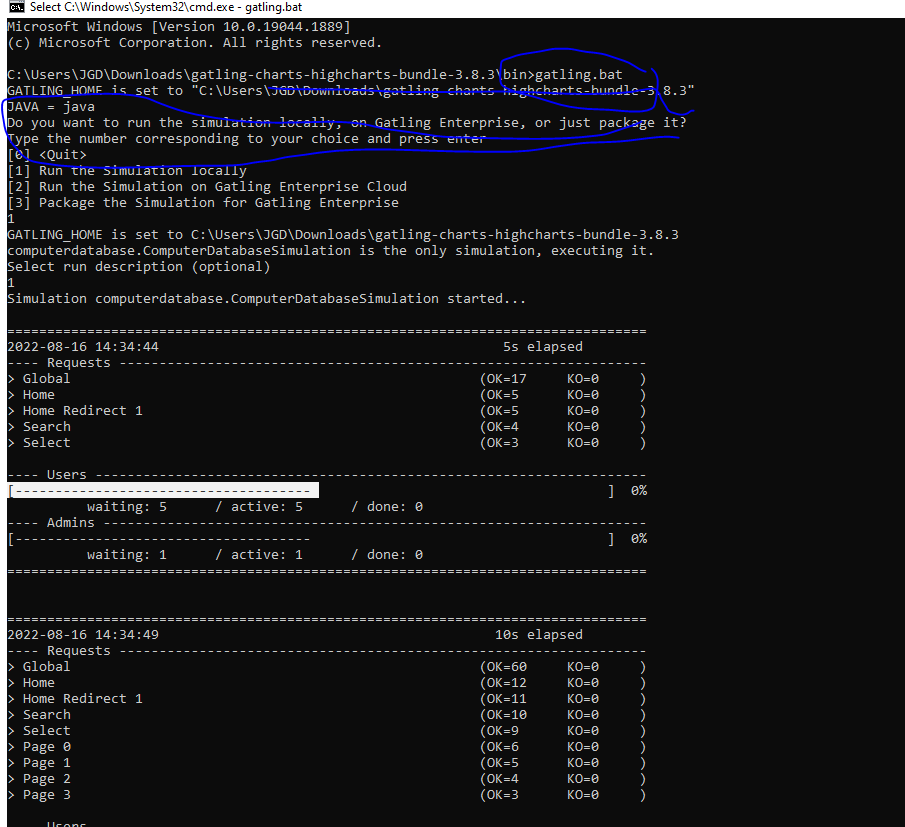 Select C:\Windows\System32\cmd.exe - gatling.bat
Microsoft Windows [Version 10.0.19044.1889]
(c) Microsoft Corporation. All rights reserved.
C:\Users\JGD\Downloads\gatling-charts-highcharts-bundle-3.8.3\bin>gatling.bat
GATLING_HOME is set to "C:\Users\JGD\Downloads\gatling-charts-highcharts-bundle-3.8.3"
JAVA = java
Do you want to run the simulation locally, on Gatling Enterprise, or just package it?
Type the number corresponding to your choice and press enter
[0] <Quit>
[1] Run the Simulation locally
[2] Run the Simulation on Gatling Enterprise Cloud
[3] Package the Simulation for Gatling Enterprise
1
GATLING_HOME is set to C:\Users\JGD\Downloads\gatling-charts-highcharts-bundle-3.8.3
computerdatabase.ComputerDatabaseSimulation is the only simulation, executing it.
Select run description (optional)
1
Simulation computerdatabase.ComputerDatabaseSimulation started...
================================================================================
2022-08-16 14:34:44                                           5s elapsed
---- Requests ------------------------------------------------------------------
> Global                                                   (OK=17     KO=0     )
> Home                                                     (OK=5      KO=0     )
> Home Redirect 1                                          (OK=5      KO=0     )
> Search                                                   (OK=4      KO=0     )
> Select                                                   (OK=3      KO=0     )
---- Users ---------------------------------------------------------------------
[-------------------------------------                                     ]  0%
          waiting: 5      / active: 5      / done: 0
---- Admins --------------------------------------------------------------------
[-------------------------------------                                     ]  0%
          waiting: 1      / active: 1      / done: 0
================================================================================
================================================================================
2022-08-16 14:34:49                                          10s elapsed
---- Requests ------------------------------------------------------------------
> Global                                                   (OK=60     KO=0     )
> Home                                                     (OK=12     KO=0     )
> Home Redirect 1                                          (OK=11     KO=0     )
> Search                                                   (OK=10     KO=0     )
> Select                                                   (OK=9      KO=0     )
> Page 0                                                   (OK=6      KO=0     )
> Page 1                                                   (OK=5      KO=0     )
> Page 2                                                   (OK=4      KO=0     )
> Page 3                                                   (OK=3      KO=0     )
---- Users ---------------------------------------------------------------------